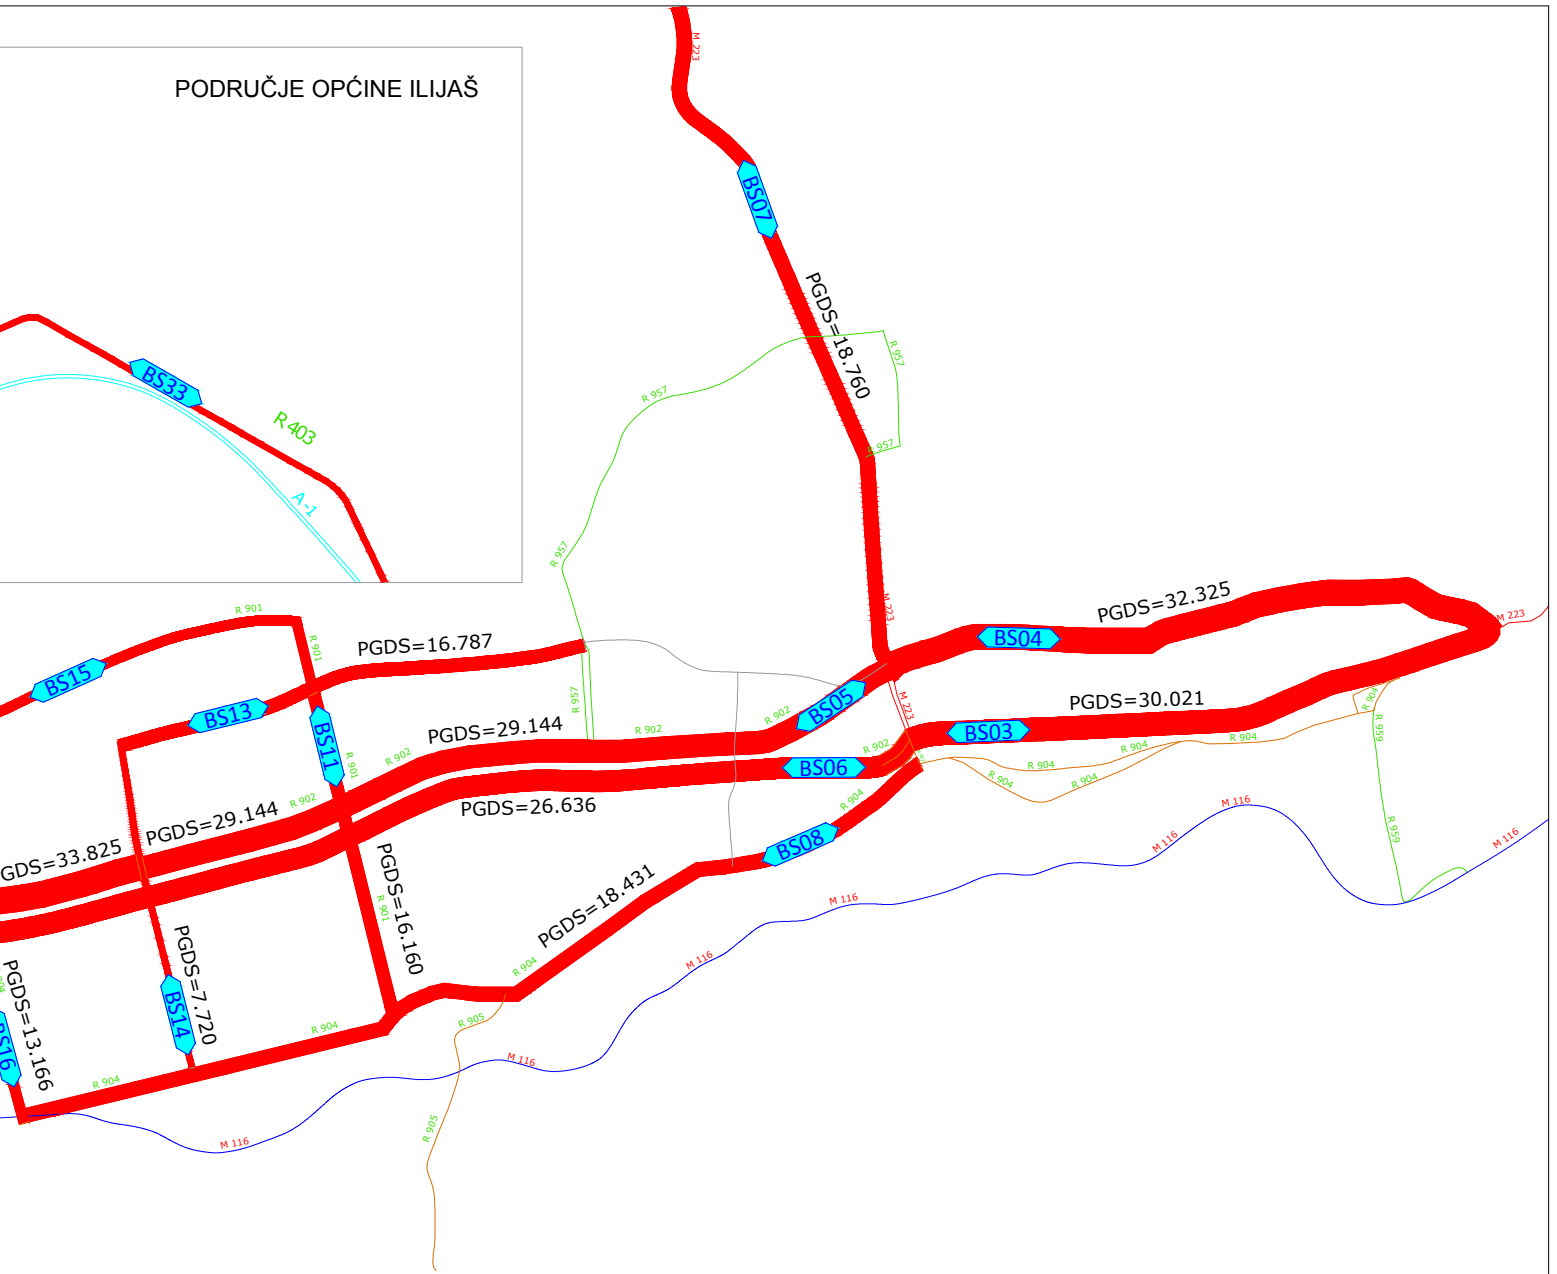 M 223
PODRUČJE OPĆINE ILIJAŠ
BS07
PGDS=18.760
R 957
R 957
R 957
BS33
R 403
A-1
R 957
M 223
PGDS=32.325
BS04
M 223
R 901
R 901
PGDS=16.787
BS15
BS13
R 957
BS05
M 223
PGDS=30.021
R 904
R 959
BS03
R 902
R 902
PGDS=29.144
BS11
R 901
R 902
R 902
BS06
R 904
R 904
R 904
R 904
R 904
R 902
PGDS=29.144
PGDS=26.636
R 904
M 116
BS08
M 116
R 959
M 116
GDS=33.825
PGDS=16.160
R 901
PGDS=18.431
M 116
PGDS=7.720
BS14
PGDS=13.166
BS16
R 904
M 116
R 905
R 904
M 116
R 904
R 905
M 116